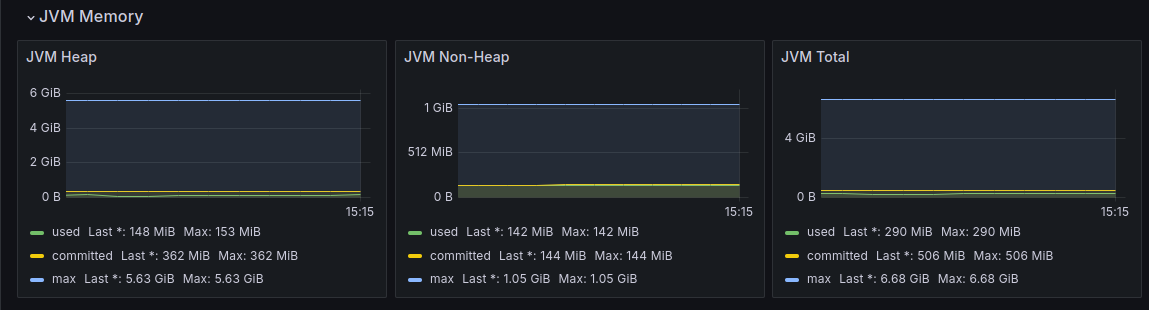 JVM Memory
JVM Heap
6 GiB
4 GiB
2 GiB
0 B
15:15
used Last *: 148 MiB Max: 153 MiB
committed Last *: 362 MiB Max: 362 MiB
max Last *: 5.63 GiB Max: 5.63 GiB
JVM Non-Heap
1 GiB
512 MiB
0 B
15:15
used Last *: 142 MiB Max: 142 MiB
committed Last *: 144 MiB Max: 144 MiB
max Last *: 1.05 GiB Max: 1.05 GiB
JVM Total
4 GiB
0 B
15:15
used Last *: 290 MiB Max: 290 MiB
committed Last *: 506 MiB Max: 506 MiB
max Last *: 6.68 GiB Max: 6.68 GiB